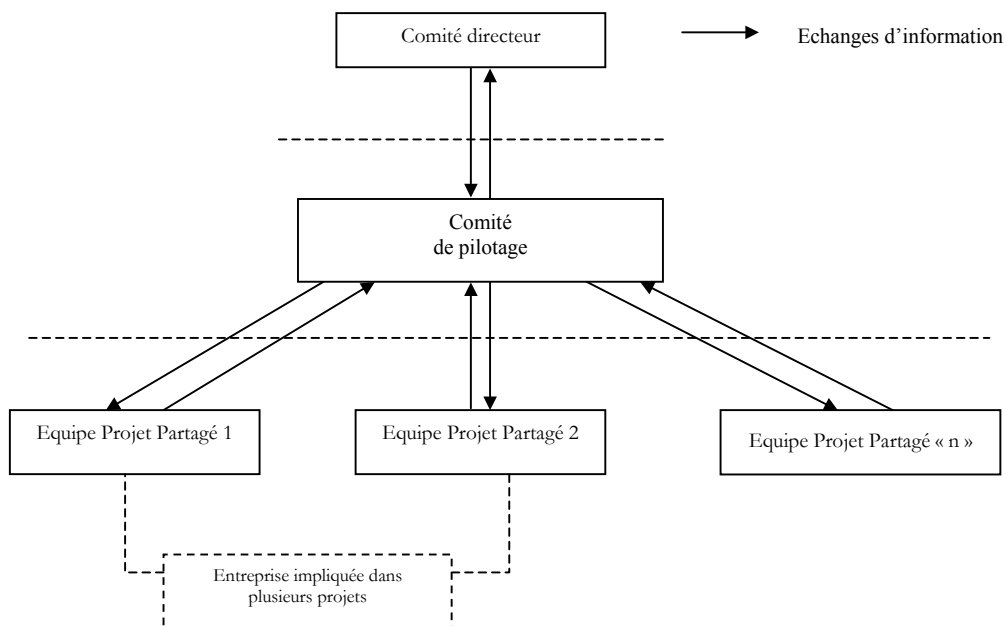 Comité directeur
Echanges d’information
Comité
de pilotage
Equipe Projet Partagé 1
Equipe Projet Partagé 2
Equipe Projet Partagé « n »
Entreprise impliquée dans
plusieurs projets